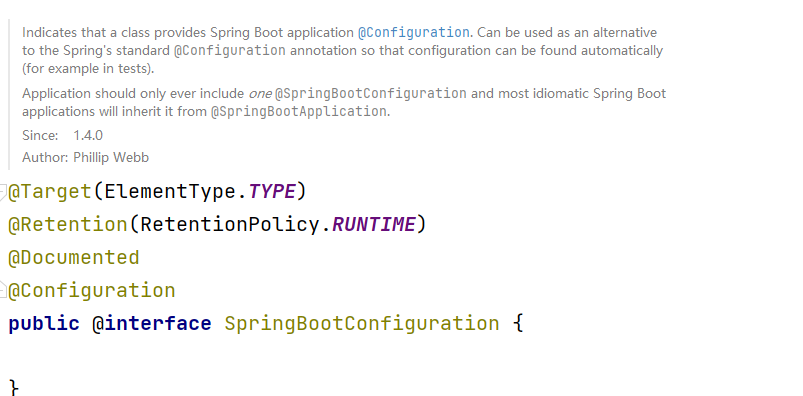 Indicates that a class provides Spring Boot application @Configuration. Can be used as an alternative
to the Spring's standard @Configuration annotation so that configuration can be found automatically
(for example in tests).
Application should only ever include one @SpringBootConfiguration and most idiomatic Spring Boot
applications will inherit it from @SpringBootApplication.
Since: 1.4.0
Author: Phillip Webb
@Target(ElementType.TYPE)
@Retention(RetentionPolicy.RUNTIME)
@Documented
@Configuration
public @interface SpringBootConfiguration {
}